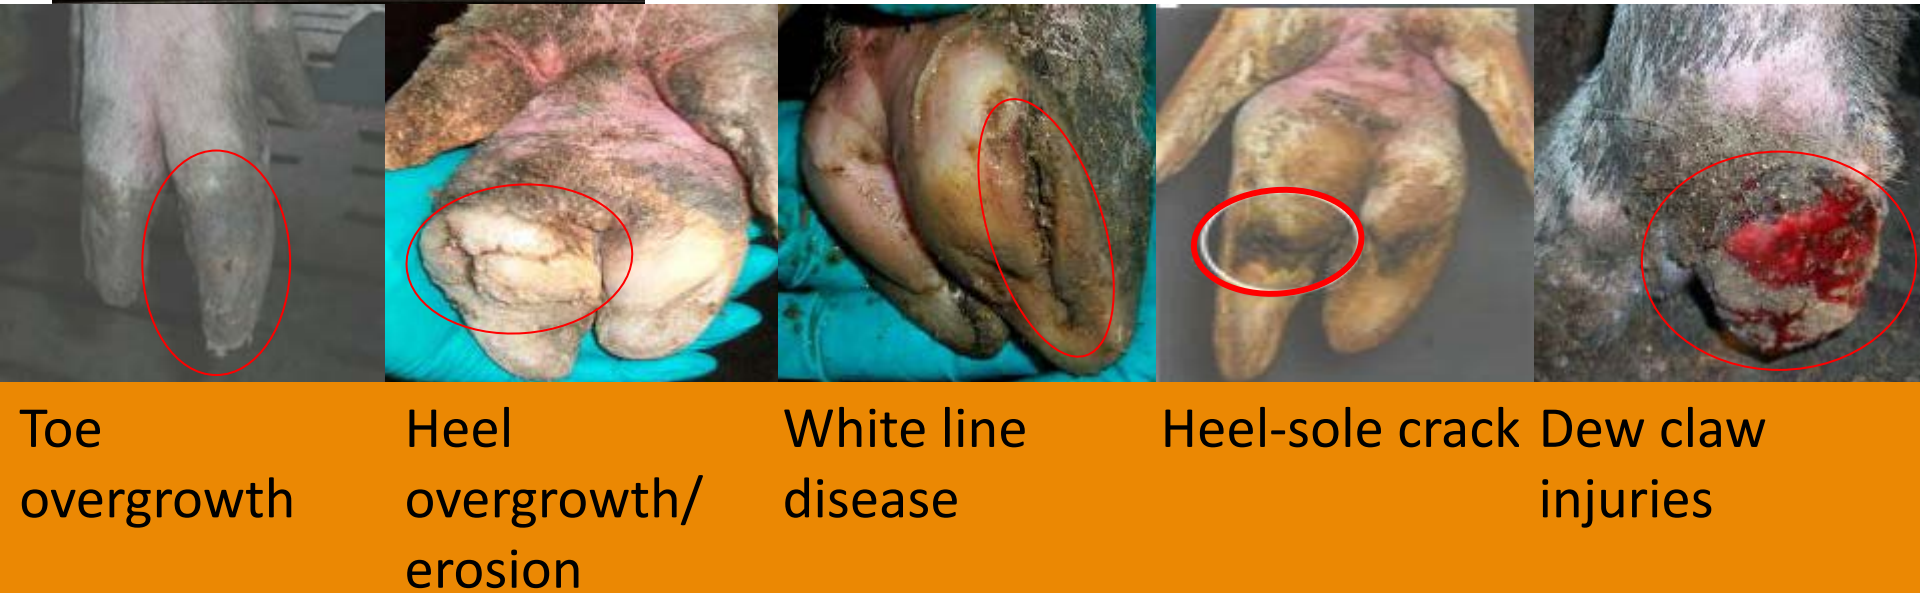 Toe
overgrowth
Heel
overgrowth/
erosion
White line
disease
Heel-sole crack
Dew claw
injuries